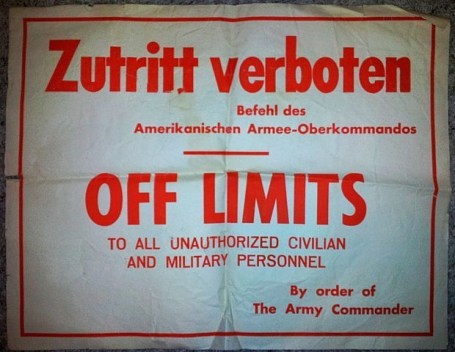 Zutritt verboten
Befehl des
Amerikanischen Armee-Oberkommandos
OFF LIMITS
TO ALL UNAUTHORIZED CIVILIAN
AND MILITARY PERSONNEL
By order of
The Army Commander